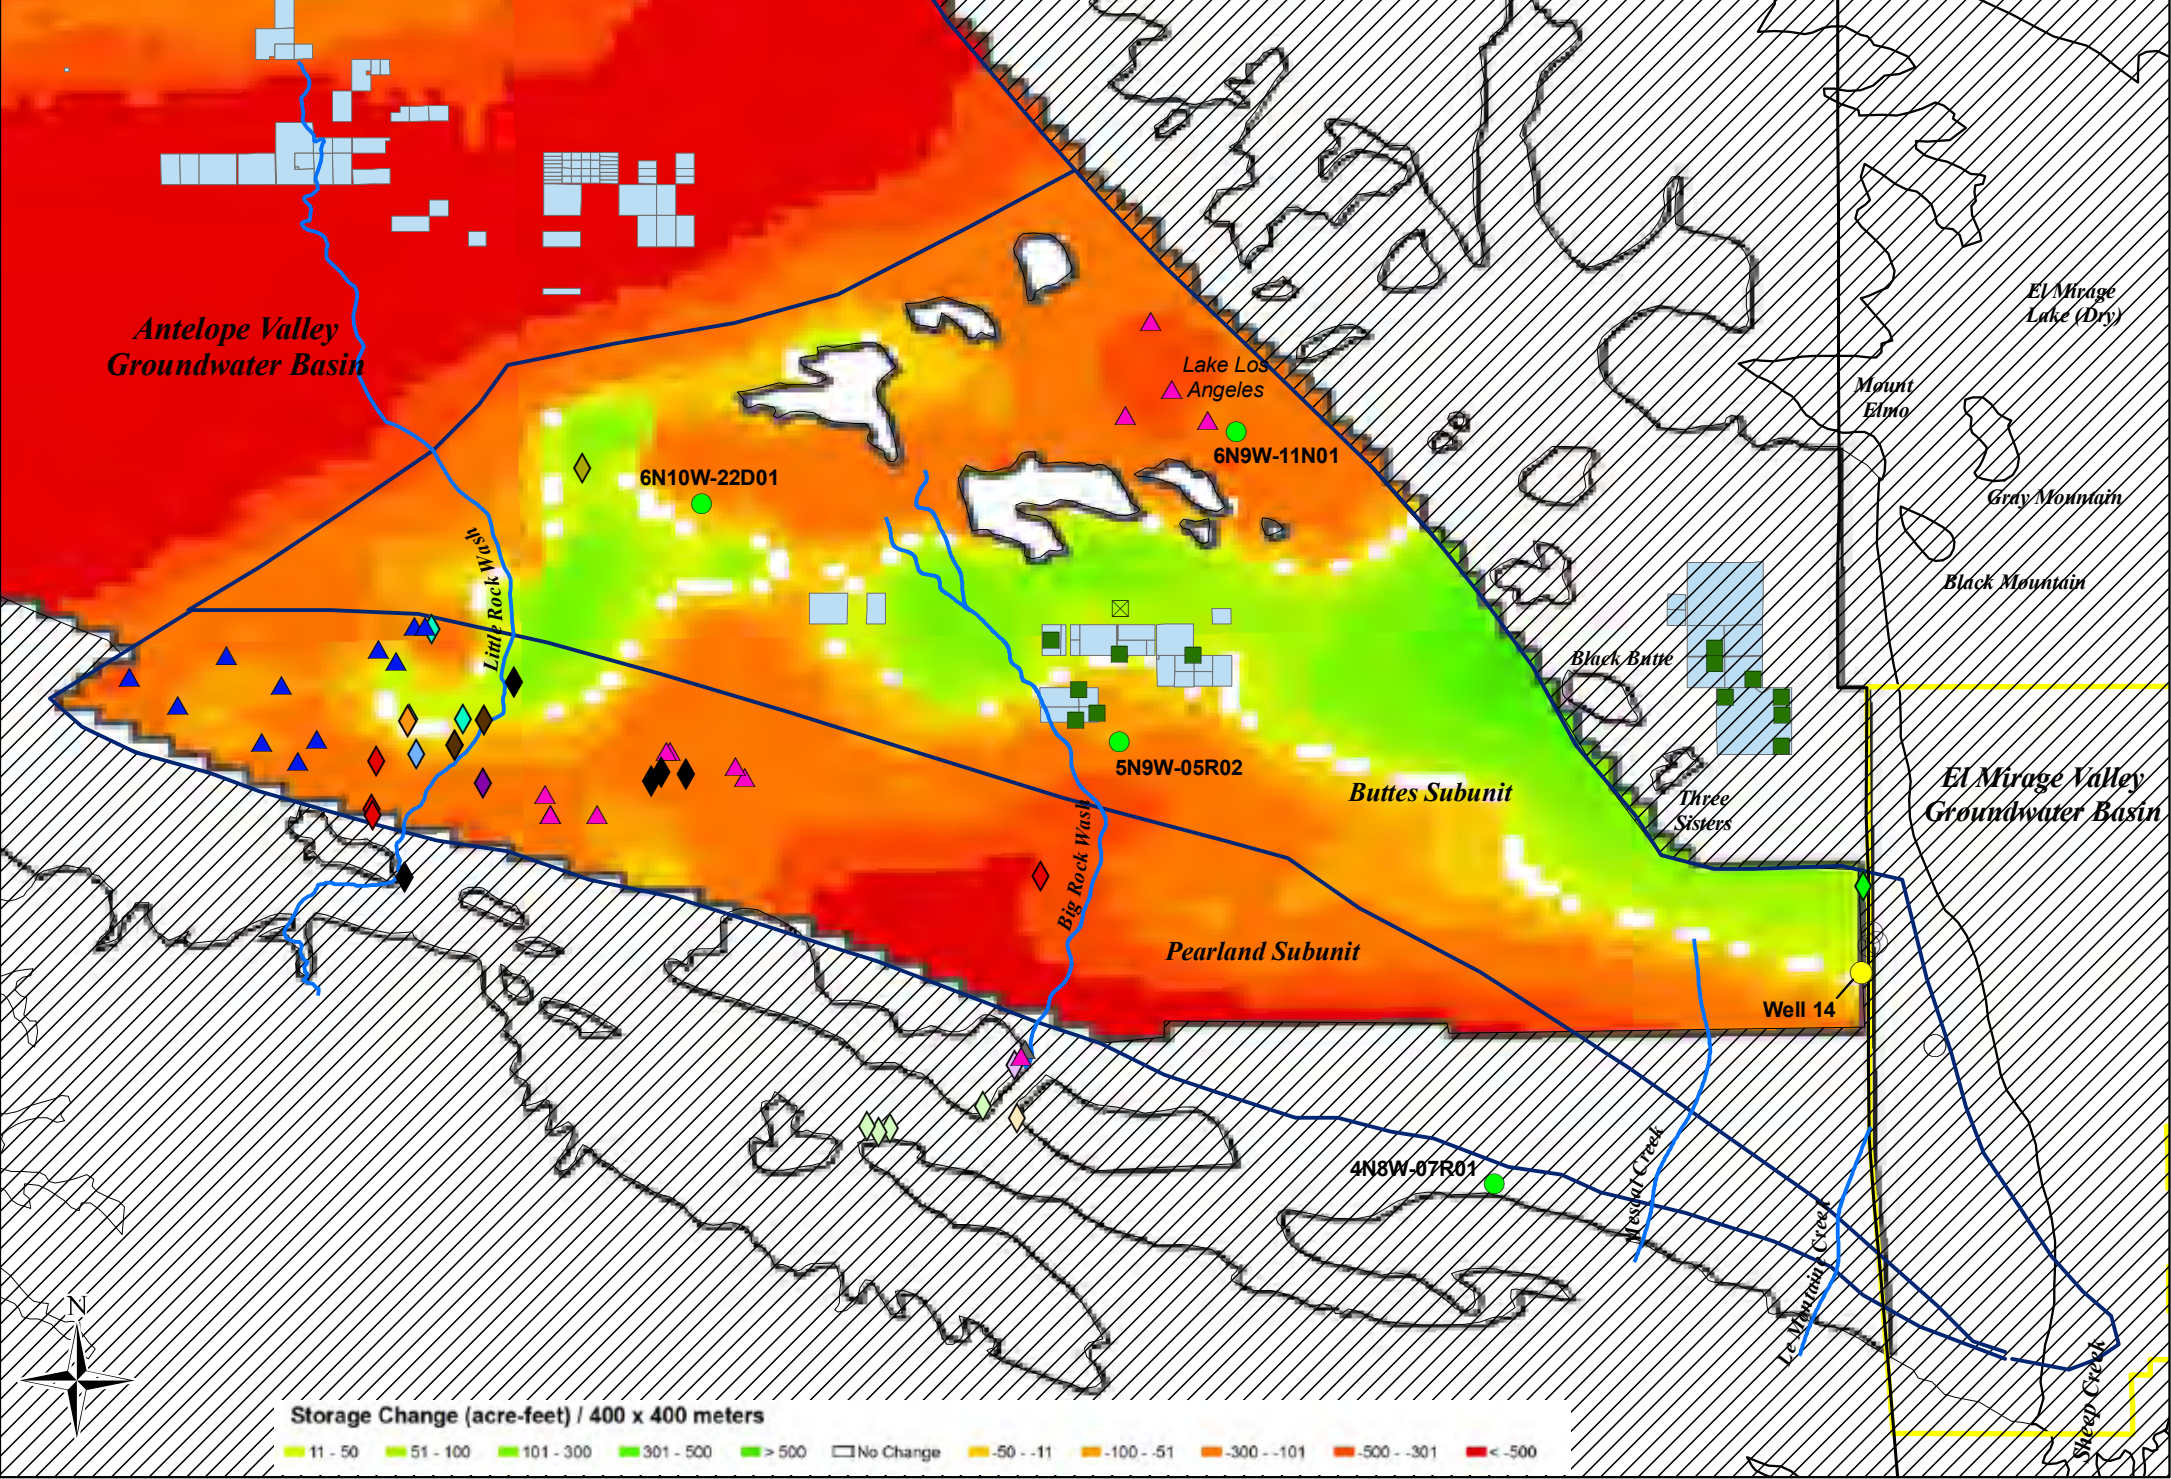 El Mirage
Lake (Dry)
Antelope Valley
Groundwater Basin
Lake Los
Angeles
Mount
Elmo
6N9W-11N01
6N10W-22D01
Gray Mountain
Little Rock Wash
Black Mountain
Black Butte
5N9W-05R02
Buttes Subunit
Three
Sisters
El Mirage Valley
Groundwater Basin
Big Rock Wash
Pearland Subunit
Well 14
4N8W-07R01
Mescal Creek
Le Montaine Creek
Sheep Creek
N
Storage Change (acre-feet) / 400 x 400 meters
11 - 50 51 - 100 101 - 300 301 - 500 > 500 No Change -50 - -11 -100 - -51 -300 - -101 -500 - -301 < -500